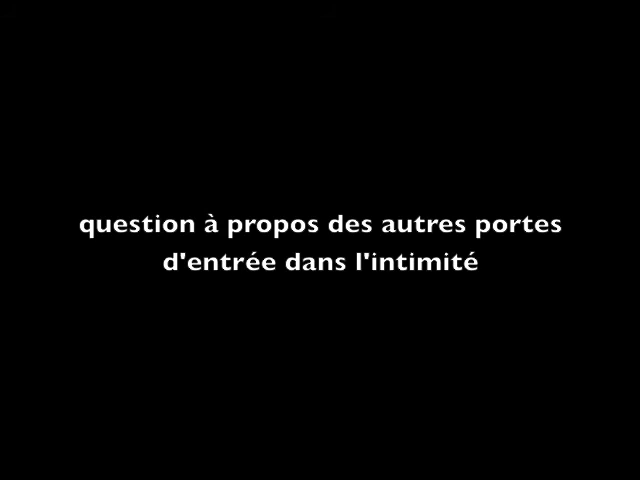 question à propos des autres portes
d'entrée dans l'intimité